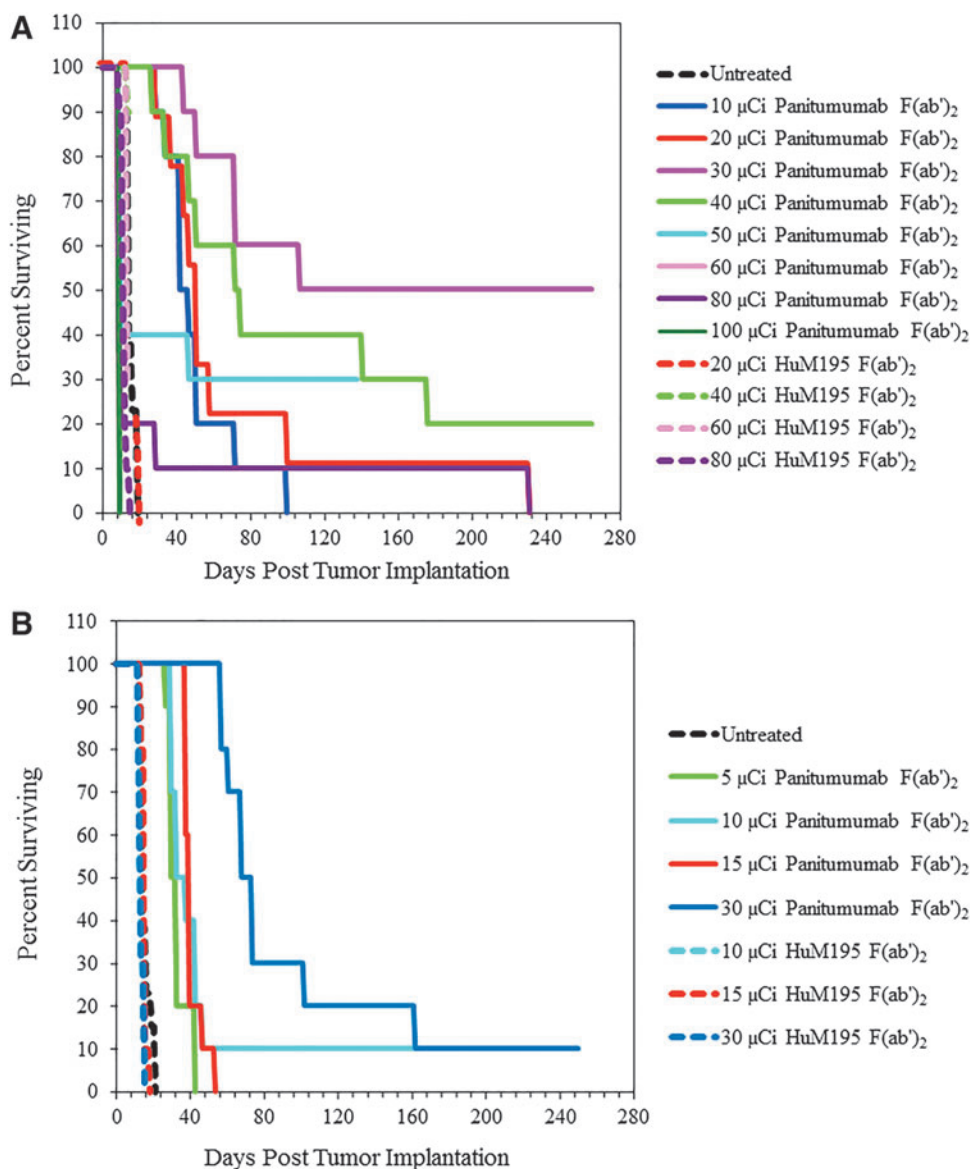 A
110
100
90
80
70
60
50
40
30
20
10
0
Percent Surviving
0 40 80 120 160 200 240 280
Days Post Tumor Implantation
Untreated
10 µCi Panitumumab F(ab')₂
20 µCi Panitumumab F(ab')₂
30 µCi Panitumumab F(ab')₂
40 µCi Panitumumab F(ab')₂
50 µCi Panitumumab F(ab')₂
60 µCi Panitumumab F(ab')₂
80 µCi Panitumumab F(ab')₂
100 µCi Panitumumab F(ab')₂
20 µCi HuM195 F(ab')₂
40 µCi HuM195 F(ab')₂
60 µCi HuM195 F(ab')₂
80 µCi HuM195 F(ab')₂
B
110
100
90
80
70
60
50
40
30
20
10
0
Percent Surviving
0 40 80 120 160 200 240 280
Days Post Tumor Implantation
Untreated
5 µCi Panitumumab F(ab')₂
10 µCi Panitumumab F(ab')₂
15 µCi Panitumumab F(ab')₂
30 µCi Panitumumab F(ab')₂
10 µCi HuM195 F(ab')₂
15 µCi HuM195 F(ab')₂
30 µCi HuM195 F(ab')₂